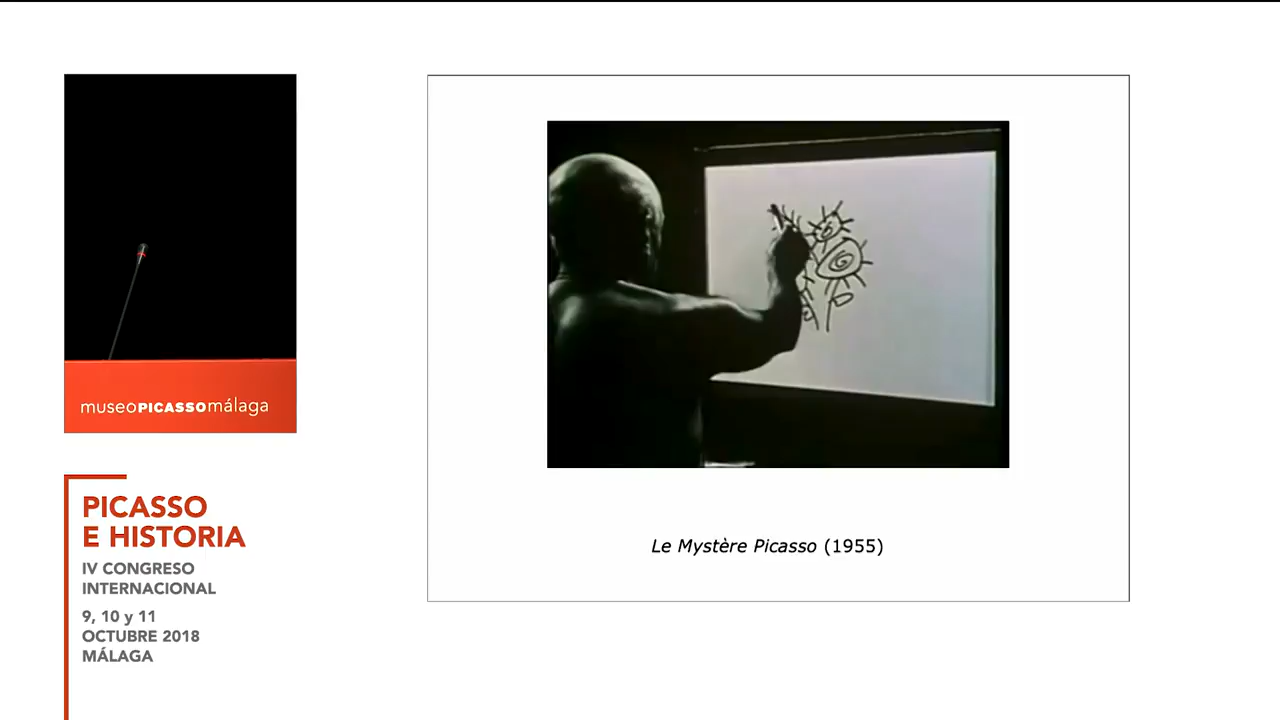 museoPICASSOmálaga
PICASSO
E HISTORIA
IV CONGRESO
INTERNACIONAL
9, 10 y 11
OCTUBRE 2018
MÁLAGA
Le Mystère Picasso (1955)